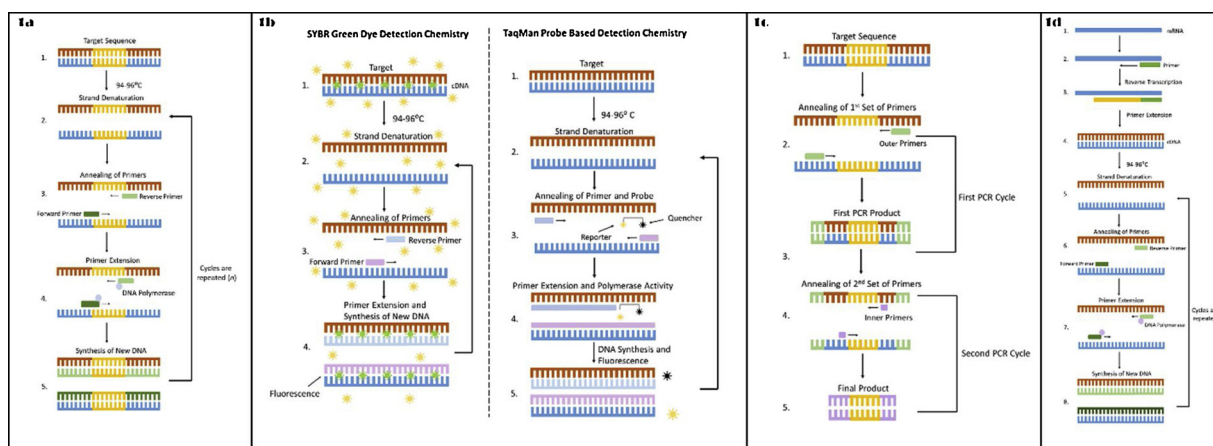 1a
Target Sequence
1.
94-96°C
Strand Denaturation
2.
Annealing of Primers
3.
Reverse Primer
Forward Primer
Primer Extension
4.
DNA Polymerase
Cycles are
repeated (n)
Synthesis of New DNA
5.
1b
SYBR Green Dye Detection Chemistry
Target
1.
cDNA
94-96°C
Strand Denaturation
2.
Annealing of Primers
3.
Reverse Primer
Forward Primer
Primer Extension and
Synthesis of New DNA
4.
Fluorescence
TaqMan Probe Based Detection Chemistry
Target
1.
94-96° C
Strand Denaturation
2.
Annealing of Primer and Probe
Quencher
3.
Reporter
Primer Extension and Polymerase Activity
4.
DNA Synthesis and
Fluorescence
5.
1c
Target Sequence
1.
Annealing of 1st Set of Primers
2.
Outer Primers
First PCR Cycle
First PCR Product
3.
Annealing of 2nd Set of Primers
4.
Inner Primers
Second PCR Cycle
Final Product
5.
1d
1.
2.
Primer
Reverse Transcription
3.
Primer Extension
4.
cDNA
94-96°C
Strand Denaturation
5.
Annealing of Primers
6.
Reverse Primer
Forward Primer
Primer Extension
7.
DNA Polymerase
Cycles a
repeate
Synthesis of New DNA
8.